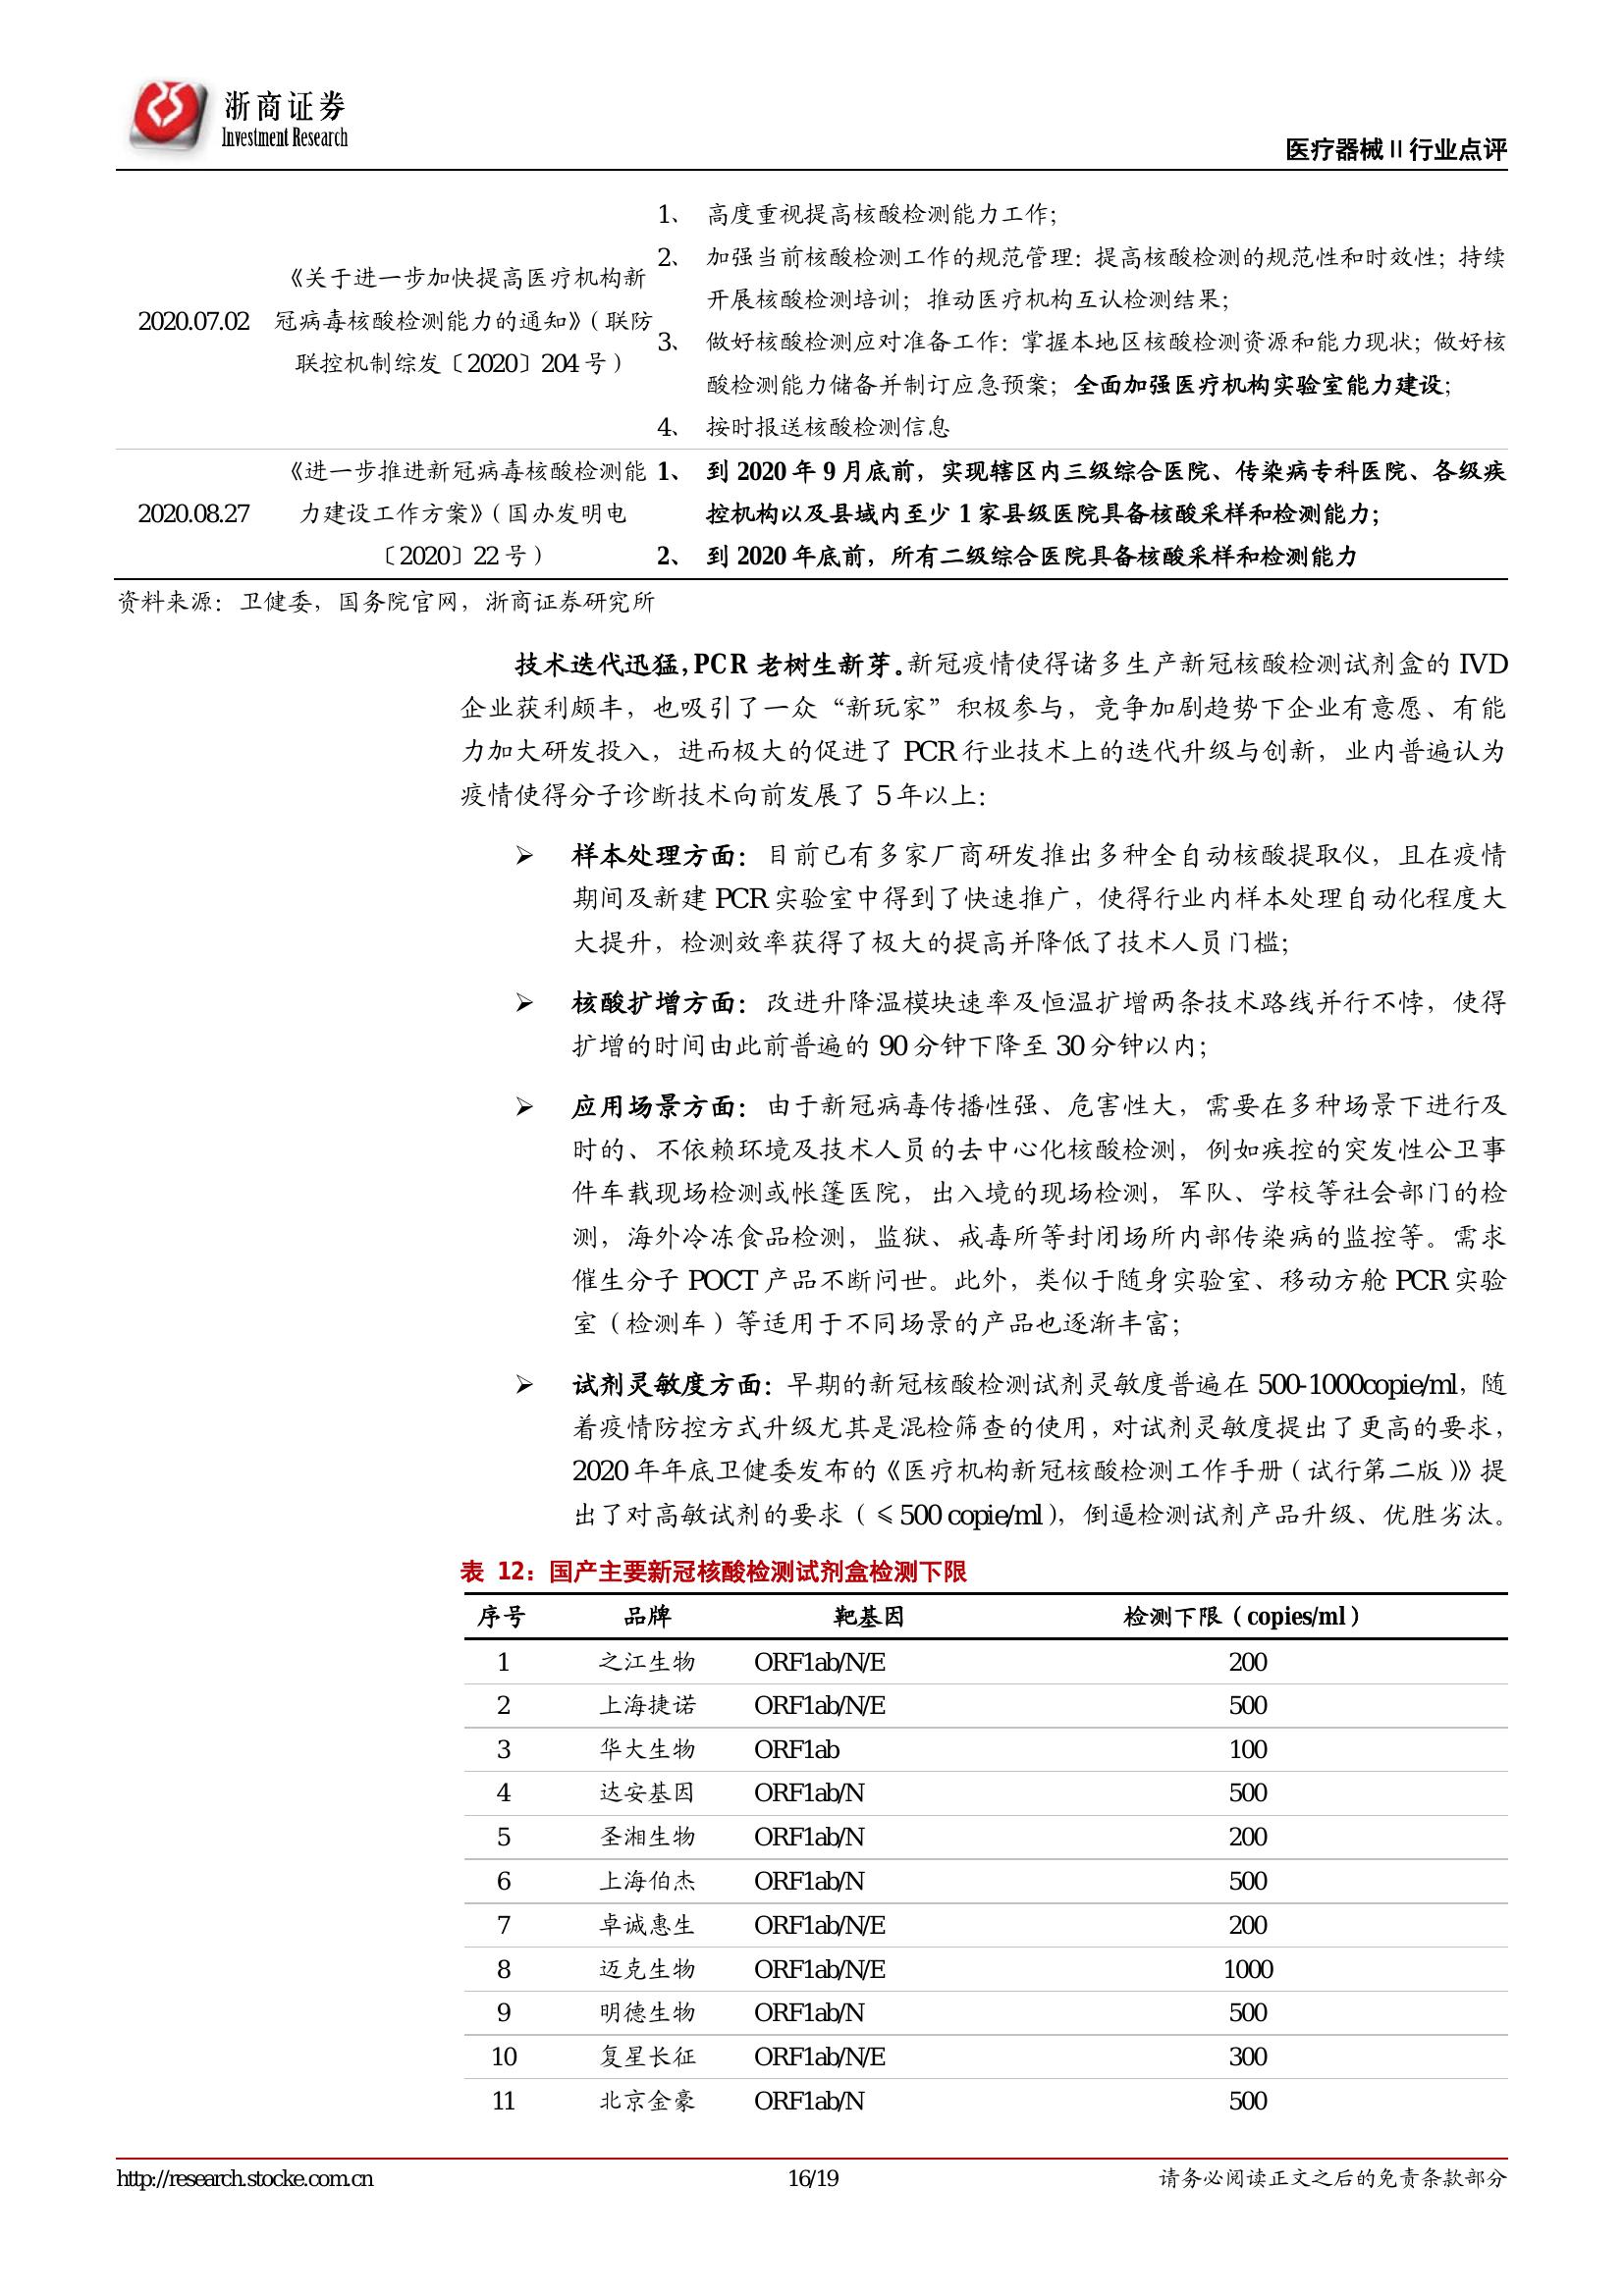 浙商证券
Investment Research
医疗器械Ⅱ行业点评
2020.07.02
《关于进一步加快提高医疗机构新
冠病毒核酸检测能力的通知》（联防
联控机制综发〔2020〕204 号）
1、 高度重视提高核酸检测能力工作；
2、 加强当前核酸检测工作的规范管理：提高核酸检测的规范性和时效性；持续
开展核酸检测培训；推动医疗机构互认检测结果；
3、 做好核酸检测应对准备工作：掌握本地区核酸检测资源和能力现状；做好核
酸检测能力储备并制订应急预案；全面加强医疗机构实验室能力建设；
4、 按时报送核酸检测信息
2020.08.27
《进一步推进新冠病毒核酸检测能
力建设工作方案》（国办发明电
〔2020〕22 号）
1、 到 2020 年 9 月底前，实现辖区内三级综合医院、传染病专科医院、各级疾
控机构以及县域内至少 1 家县级医院具备核酸采样和检测能力；
2、 到 2020 年底前，所有二级综合医院具备核酸采样和检测能力
资料来源：卫健委，国务院官网，浙商证券研究所
技术迭代迅猛，PCR 老树生新芽。新冠疫情使得诸多生产新冠核酸检测试剂盒的 IVD
企业获利颇丰，也吸引了一众“新玩家”积极参与，竞争加剧趋势下企业有意愿、有能
力加大研发投入，进而极大的促进了 PCR 行业技术上的迭代升级与创新，业内普遍认为
疫情使得分子诊断技术向前发展了 5 年以上：
➢ 样本处理方面：目前已有多家厂商研发推出多种全自动核酸提取仪，且在疫情
期间及新建 PCR 实验室中得到了快速推广，使得行业内样本处理自动化程度大
大提升，检测效率获得了极大的提高并降低了技术人员门槛；
➢ 核酸扩增方面：改进升降温模块速率及恒温扩增两条技术路线并行不悖，使得
扩增的时间由此前普遍的 90 分钟下降至 30 分钟以内；
➢ 应用场景方面：由于新冠病毒传播性强、危害性大，需要在多种场景下进行及
时的、不依赖环境及技术人员的去中心化核酸检测，例如疾控的突发性公卫事
件车载现场检测或帐篷医院，出入境的现场检测，军队、学校等社会部门的检
测，海外冷冻食品检测，监狱、戒毒所等封闭场所内部传染病的监控等。需求
催生分子 POCT 产品不断问世。此外，类似于随身实验室、移动方舱 PCR 实验
室（检测车）等适用于不同场景的产品也逐渐丰富；
➢ 试剂灵敏度方面：早期的新冠核酸检测试剂灵敏度普遍在 500-1000copie/ml，随
着疫情防控方式升级尤其是混检筛查的使用，对试剂灵敏度提出了更高的要求，
2020 年年底卫健委发布的《医疗机构新冠核酸检测工作手册（试行第二版）》提
出了对高敏试剂的要求（≤500 copie/ml），倒逼检测试剂产品升级、优胜劣汰。
表 12：国产主要新冠核酸检测试剂盒检测下限
序号 品牌 靶基因 检测下限（copies/ml）
1 之江生物 ORF1ab/N/E 200
2 上海捷诺 ORF1ab/N/E 500
3 华大生物 ORF1ab 100
4 达安基因 ORF1ab/N 500
5 圣湘生物 ORF1ab/N 200
6 上海伯杰 ORF1ab/N 500
7 卓诚惠生 ORF1ab/N/E 200
8 迈克生物 ORF1ab/N/E 1000
9 明德生物 ORF1ab/N 500
10 复星长征 ORF1ab/N/E 300
11 北京金豪 ORF1ab/N 500
http://research.stocke.com.cn
16/19
请务必阅读正文之后的免责条款部分